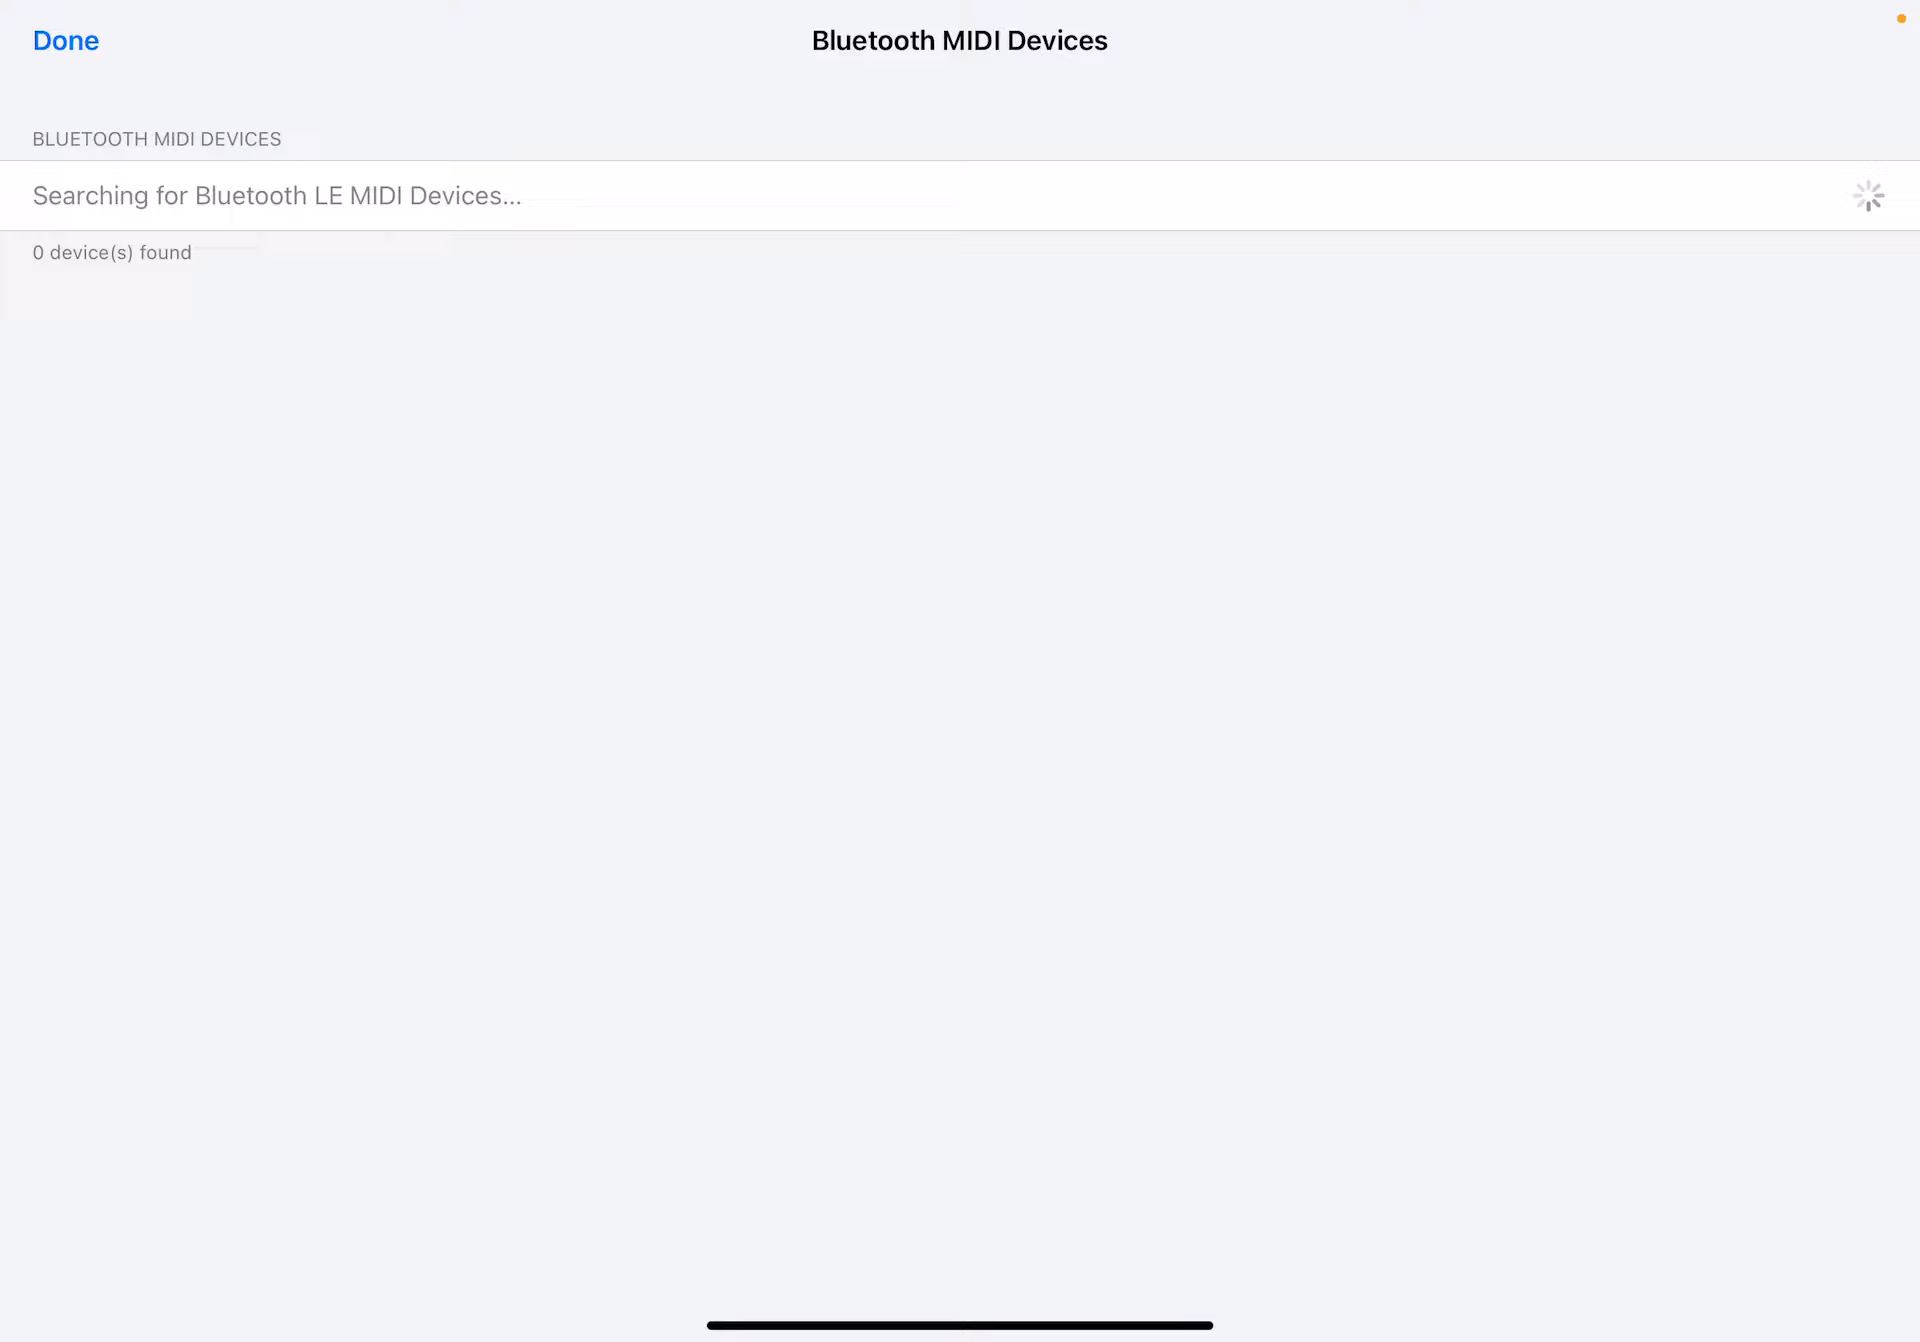 Done
Bluetooth MIDI Devices
BLUETOOTH MIDI DEVICES
Searching for Bluetooth LE MIDI Devices...
0 device(s) found